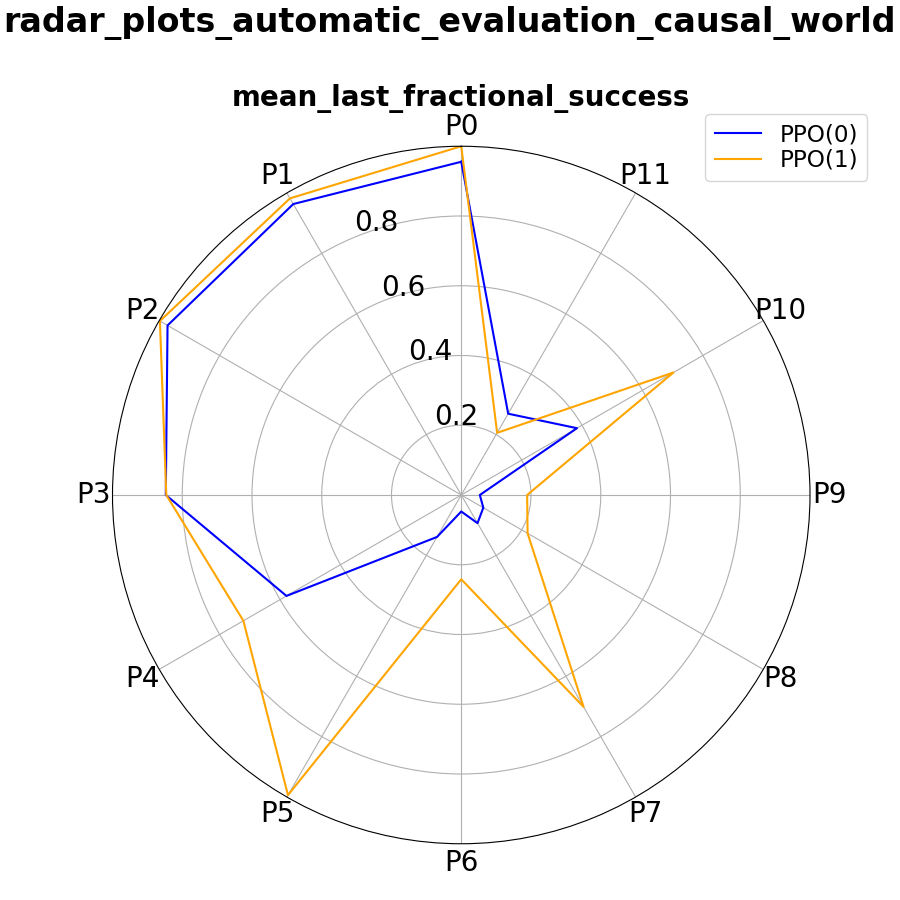 radar_plots_automatic_evaluation_causal_world
mean_last_fractional_success
PPO(0)
PPO(1)
P0
P1
P11
0.8
P2
0.6
P10
0.4
0.2
P3
P9
P4
P8
P5
P7
P6